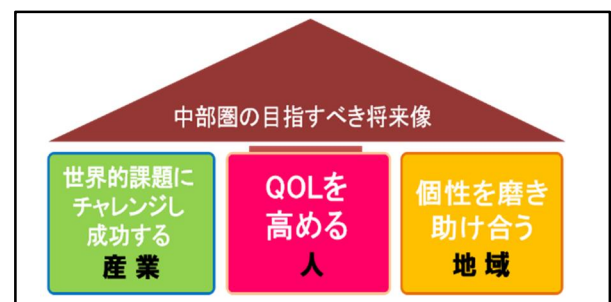 中部圏の目指すべき将来像
世界的課題に
チャレンジし
成功する
産業
QOLを
高める
人
個性を磨き
助け合う
地域